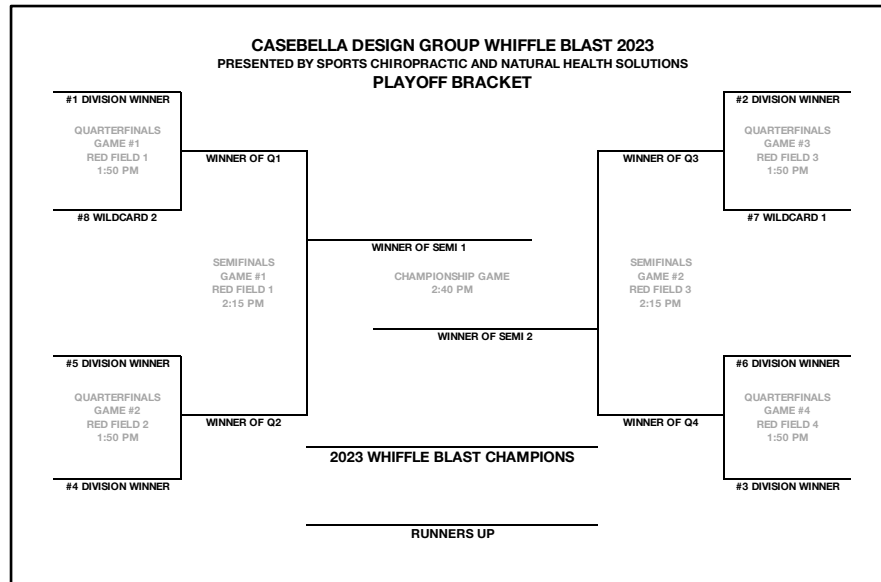 CASEBELLA DESIGN GROUP WHIFFLE BLAST 2023
PRESENTED BY SPORTS CHIROPRACTIC AND NATURAL HEALTH SOLUTIONS
PLAYOFF BRACKET
#1 DIVISION WINNER
QUARTERFINALS
GAME #1
RED FIELD 1
1:50 PM
#8 WILDCARD 2
WINNER OF Q1
SEMIFINALS
GAME #1
RED FIELD 1
2:15 PM
#5 DIVISION WINNER
QUARTERFINALS
GAME #2
RED FIELD 2
1:50 PM
#4 DIVISION WINNER
WINNER OF Q2
WINNER OF SEMI 1
CHAMPIONSHIP GAME
2:40 PM
WINNER OF SEMI 2
2023 WHIFFLE BLAST CHAMPIONS
RUNNERS UP
#2 DIVISION WINNER
QUARTERFINALS
GAME #3
RED FIELD 3
1:50 PM
#7 WILDCARD 1
WINNER OF Q3
SEMIFINALS
GAME #2
RED FIELD 3
2:15 PM
#6 DIVISION WINNER
QUARTERFINALS
GAME #4
RED FIELD 4
1:50 PM
#3 DIVISION WINNER
WINNER OF Q4